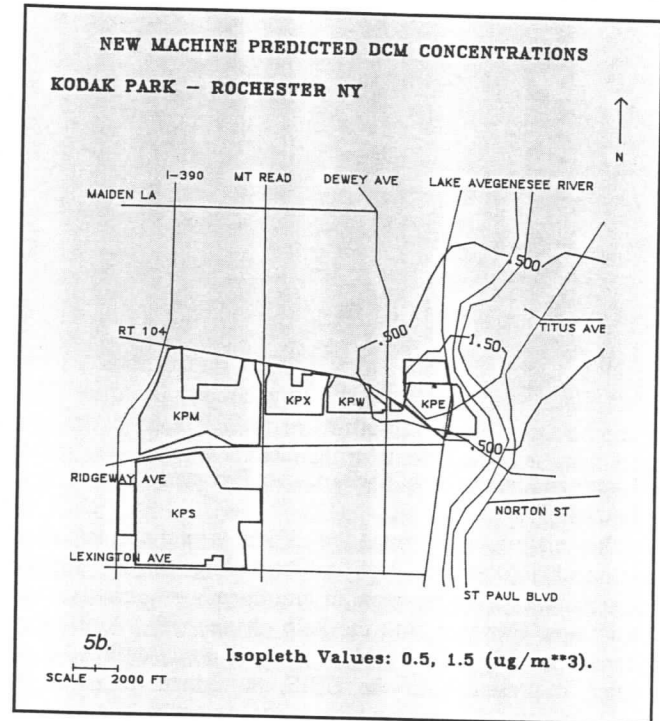 NEW MACHINE PREDICTED DCM CONCENTRATIONS
KODAK PARK – ROCHESTER NY
N
I-390
MT READ
DEWEY AVE
LAKE AVE
GENESEE RIVER
MAIDEN LA
.500
.500
RT 104
1.50
TITUS AVE
KPM
KPX
KPW
KPE
.500
RIDGEWAY AVE
KPS
NORTON ST
LEXINGTON AVE
ST PAUL BLVD
5b.
Isopleth Values: 0.5, 1.5 (ug/m**3).
SCALE 2000 FT